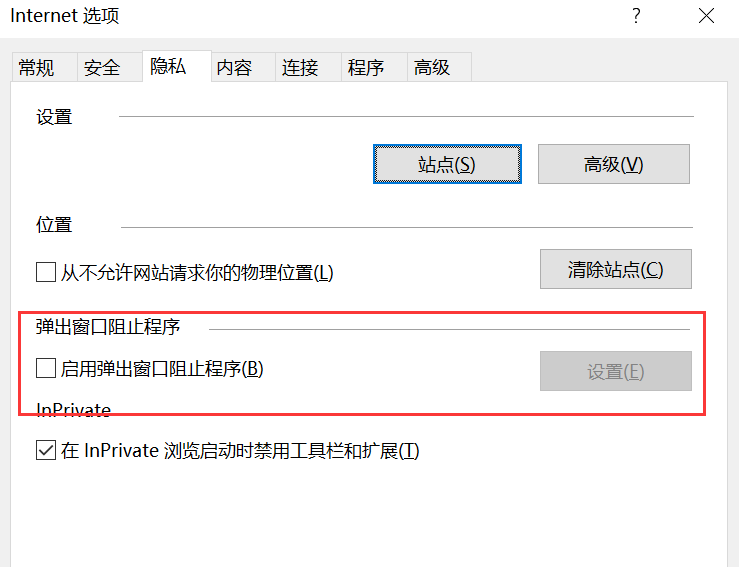 Internet 选项
常规 安全 隐私 内容 连接 程序 高级
设置
站点(S) 高级(V)
位置
从不允许网站请求你的物理位置(L) 清除站点(C)
弹出窗口阻止程序
启用弹出窗口阻止程序(B) 设置(E)
InPrivate
在 InPrivate 浏览启动时禁用工具栏和扩展(T)